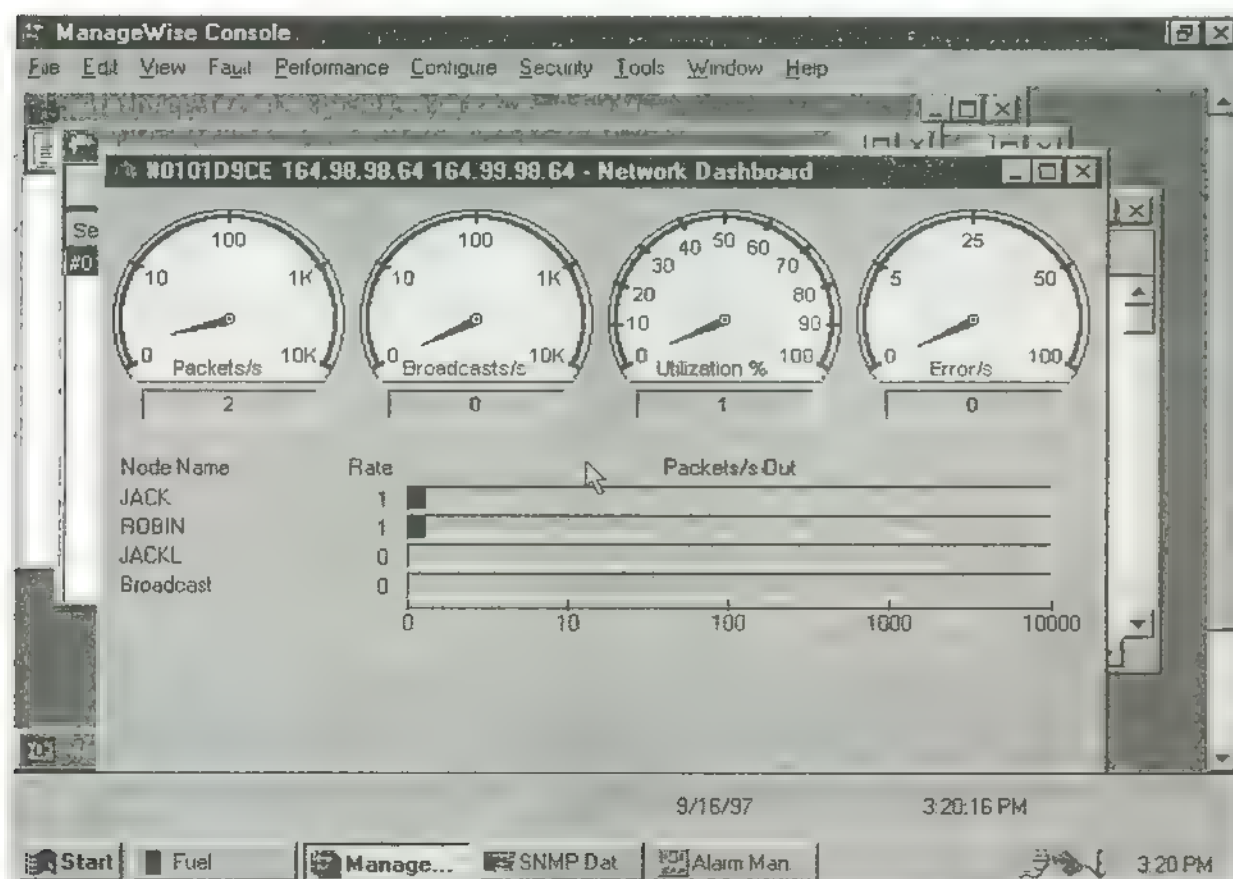 ManageWise Console
File Edit View Fault Performance Configure Security Tools Window Help
#0101D9CE 164.98.98.64 164.99.98.64 - Network Dashboard
Se
#0
0 10 100 1K 10K
Packets/s
2
0 10 100 1K 10K
Broadcasts/s
0
0 10 20 30 40 50 60 70 80 90 100
Utilization %
1
0 5 25 50 100
Error/s
0
Node Name Rate Packets/s Out
JACK 1
ROBIN 1
JACKL 0
Broadcast 0
0 10 100 1000 10000
9/16/97 3:20:16 PM
Start Fuel Manage... SNMP Dat Alarm Man 3:20 PM